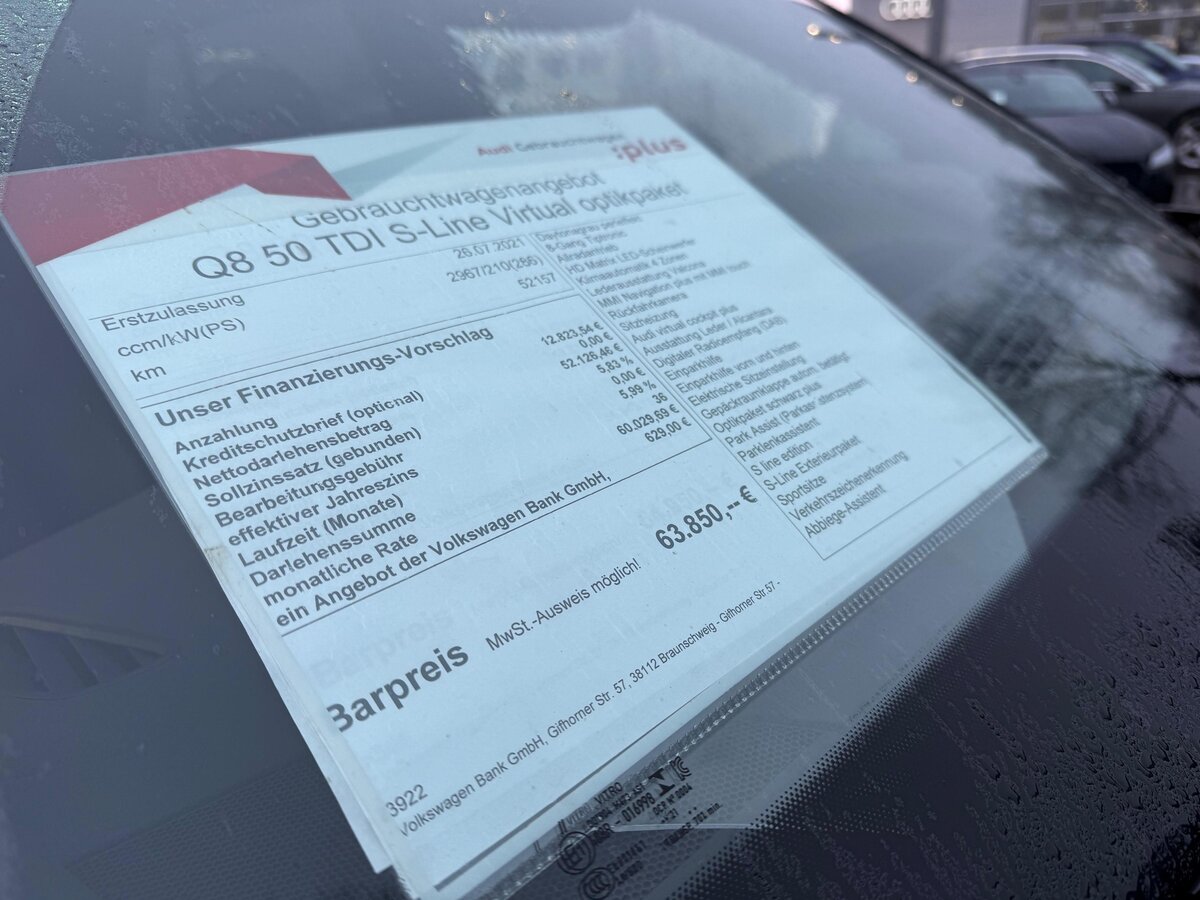 Audi Gebrauchtwagen
:plus
Gebrauchtwagenangebot
Q8 50 TDI S-Line Virtual optikpaket
Erstzulassung 26.07.2021
ccm/kW(PS) 2967/210(286)
km 52157
Unser Finanzierungs-Vorschlag
Anzahlung 12.823,54 €
Kreditschutzbrief (optional) 0,00 €
Nettodarlehensbetrag 52.126,46 €
Sollzinssatz (gebunden) 5,83 %
Bearbeitungsgebühr 0,00 €
effektiver Jahreszins 5,99 %
Laufzeit (Monate) 36
Darlehenssumme 60.029,69 €
monatliche Rate 629,00 €
ein Angebot der Volkswagen Bank GmbH,
Daytonagrau perleffekt
8-Gang Tiptronic
Allradantrieb
HD Matrix LED-Scheinwerfer
Klimaautomatik 4 Zonen
Lederausstattung Valcona
MMI Navigation plus mit MMI touch
Rückfahrkamera
Sitzheizung
Audi virtual cockpit plus
Ausstattung Leder / Alcantara
Digitaler Radioempfang (DAB)
Einparkhilfe
Einparkhilfe vorn und hinten
Elektrische Sitzeinstellung
Gepäckraumklappe autom. betätigt
Optikpaket schwarz plus
Park Assist (Parkas' stlenzsystem)
Parklenkassistent
S line edition
S-Line Exterieurpaket
Sportsitze
Verkehrszeichenerkennung
Abbiege-Assistent
Barpreis MwSt.-Ausweis möglich! 63.850,-- €
3922
Volkswagen Bank GmbH, Gifhorner Str. 57, 38112 Braunschweig - Gifhorner Str.57 -